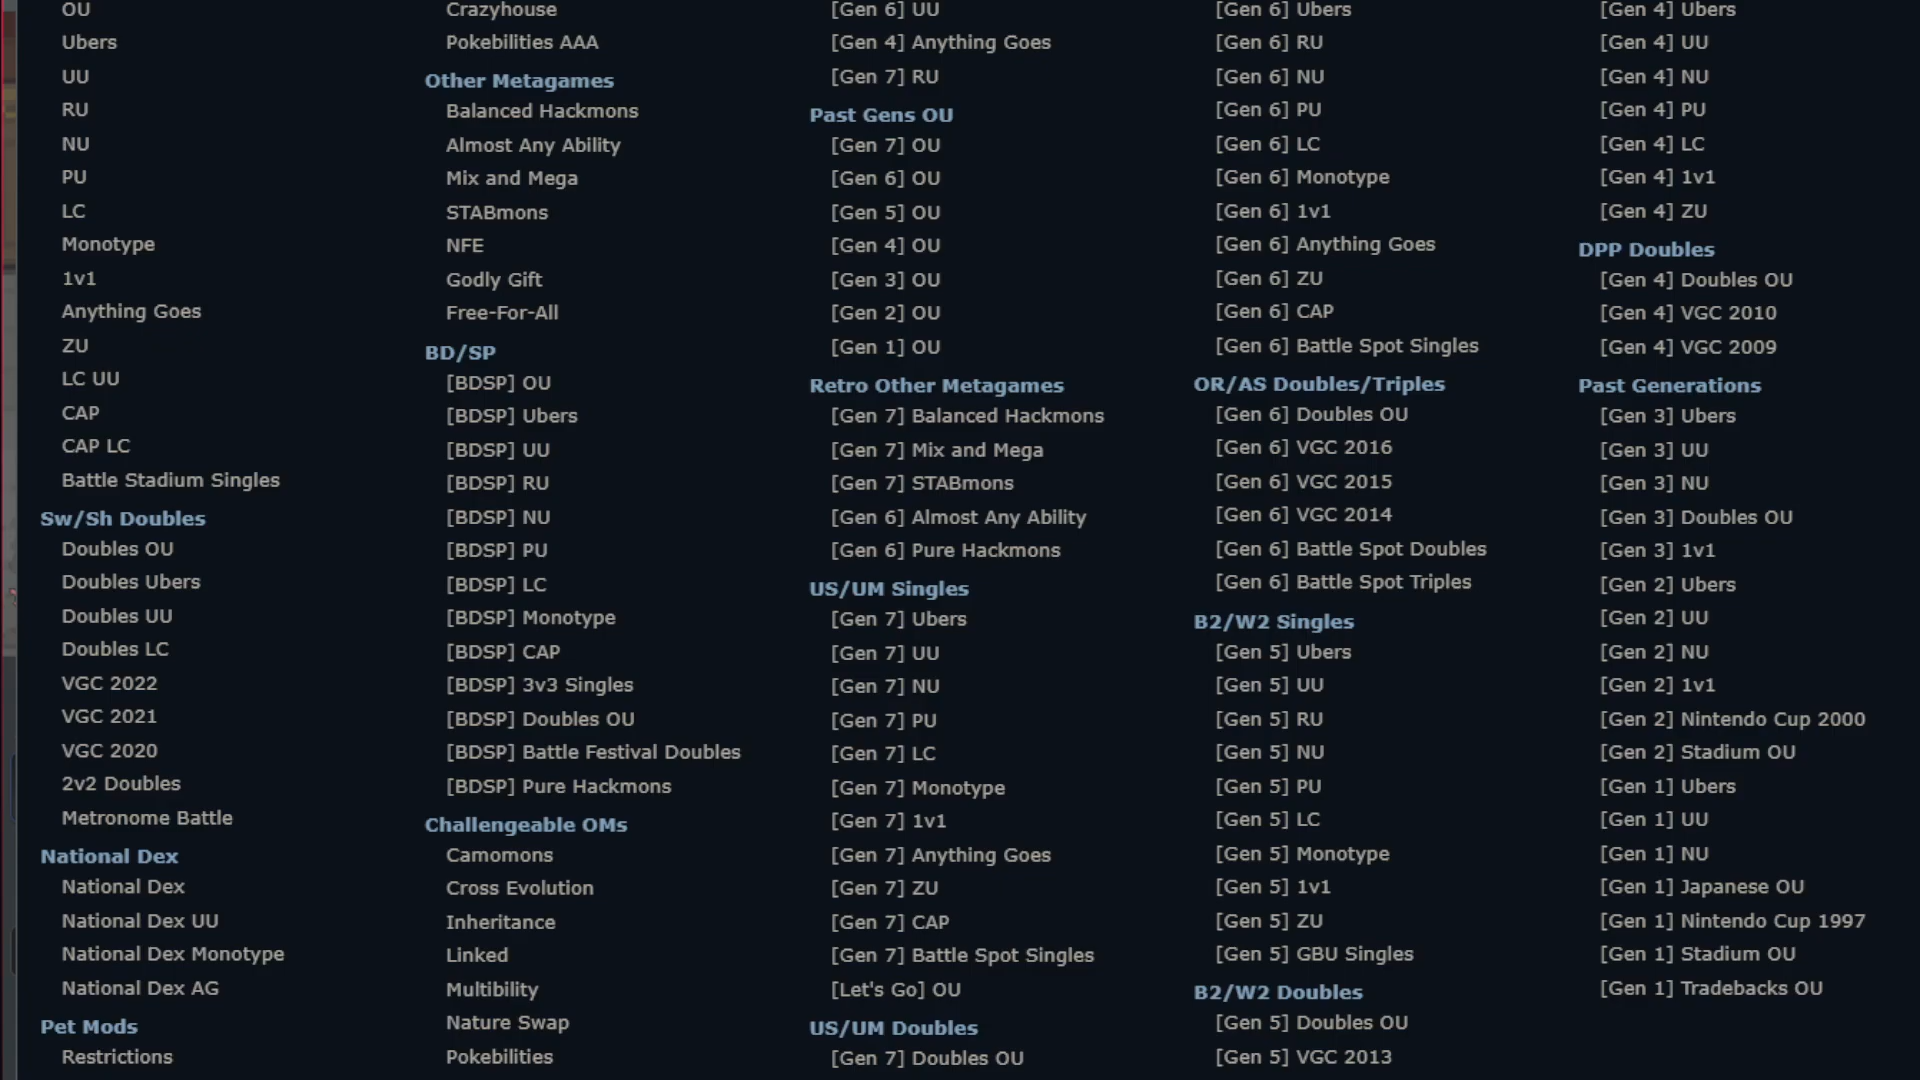 OU
Ubers
UU
RU
NU
PU
LC
Monotype
1v1
Anything Goes
ZU
LC UU
CAP
CAP LC
Battle Stadium Singles
Sw/Sh Doubles
Doubles OU
Doubles Ubers
Doubles UU
Doubles LC
VGC 2022
VGC 2021
VGC 2020
2v2 Doubles
Metronome Battle
National Dex
National Dex
National Dex UU
National Dex Monotype
National Dex AG
Pet Mods
Restrictions
Crazyhouse
Pokebilities AAA
Other Metagames
Balanced Hackmons
Almost Any Ability
Mix and Mega
STABmons
NFE
Godly Gift
Free-For-All
BD/SP
[BDSP] OU
[BDSP] Ubers
[BDSP] UU
[BDSP] RU
[BDSP] NU
[BDSP] PU
[BDSP] LC
[BDSP] Monotype
[BDSP] CAP
[BDSP] 3v3 Singles
[BDSP] Doubles OU
[BDSP] Battle Festival Doubles
[BDSP] Pure Hackmons
Challengeable OMs
Camomons
Cross Evolution
Inheritance
Linked
Multibility
Nature Swap
Pokebilities
[Gen 6] UU
[Gen 4] Anything Goes
[Gen 7] RU
Past Gens OU
[Gen 7] OU
[Gen 6] OU
[Gen 5] OU
[Gen 4] OU
[Gen 3] OU
[Gen 2] OU
[Gen 1] OU
Retro Other Metagames
[Gen 7] Balanced Hackmons
[Gen 7] Mix and Mega
[Gen 7] STABmons
[Gen 6] Almost Any Ability
[Gen 6] Pure Hackmons
US/UM Singles
[Gen 7] Ubers
[Gen 7] UU
[Gen 7] NU
[Gen 7] PU
[Gen 7] LC
[Gen 7] Monotype
[Gen 7] 1v1
[Gen 7] Anything Goes
[Gen 7] ZU
[Gen 7] CAP
[Gen 7] Battle Spot Singles
[Let's Go] OU
US/UM Doubles
[Gen 7] Doubles OU
[Gen 6] Ubers
[Gen 6] RU
[Gen 6] NU
[Gen 6] PU
[Gen 6] LC
[Gen 6] Monotype
[Gen 6] 1v1
[Gen 6] Anything Goes
[Gen 6] ZU
[Gen 6] CAP
[Gen 6] Battle Spot Singles
OR/AS Doubles/Triples
[Gen 6] Doubles OU
[Gen 6] VGC 2016
[Gen 6] VGC 2015
[Gen 6] VGC 2014
[Gen 6] Battle Spot Doubles
[Gen 6] Battle Spot Triples
B2/W2 Singles
[Gen 5] Ubers
[Gen 5] UU
[Gen 5] RU
[Gen 5] NU
[Gen 5] PU
[Gen 5] LC
[Gen 5] Monotype
[Gen 5] 1v1
[Gen 5] ZU
[Gen 5] GBU Singles
B2/W2 Doubles
[Gen 5] Doubles OU
[Gen 5] VGC 2013
[Gen 4] Ubers
[Gen 4] UU
[Gen 4] NU
[Gen 4] PU
[Gen 4] LC
[Gen 4] 1v1
[Gen 4] ZU
DPP Doubles
[Gen 4] Doubles OU
[Gen 4] VGC 2010
[Gen 4] VGC 2009
Past Generations
[Gen 3] Ubers
[Gen 3] UU
[Gen 3] NU
[Gen 3] Doubles OU
[Gen 3] 1v1
[Gen 2] Ubers
[Gen 2] UU
[Gen 2] NU
[Gen 2] 1v1
[Gen 2] Nintendo Cup 2000
[Gen 2] Stadium OU
[Gen 1] Ubers
[Gen 1] UU
[Gen 1] NU
[Gen 1] Japanese OU
[Gen 1] Nintendo Cup 1997
[Gen 1] Stadium OU
[Gen 1] Tradebacks OU